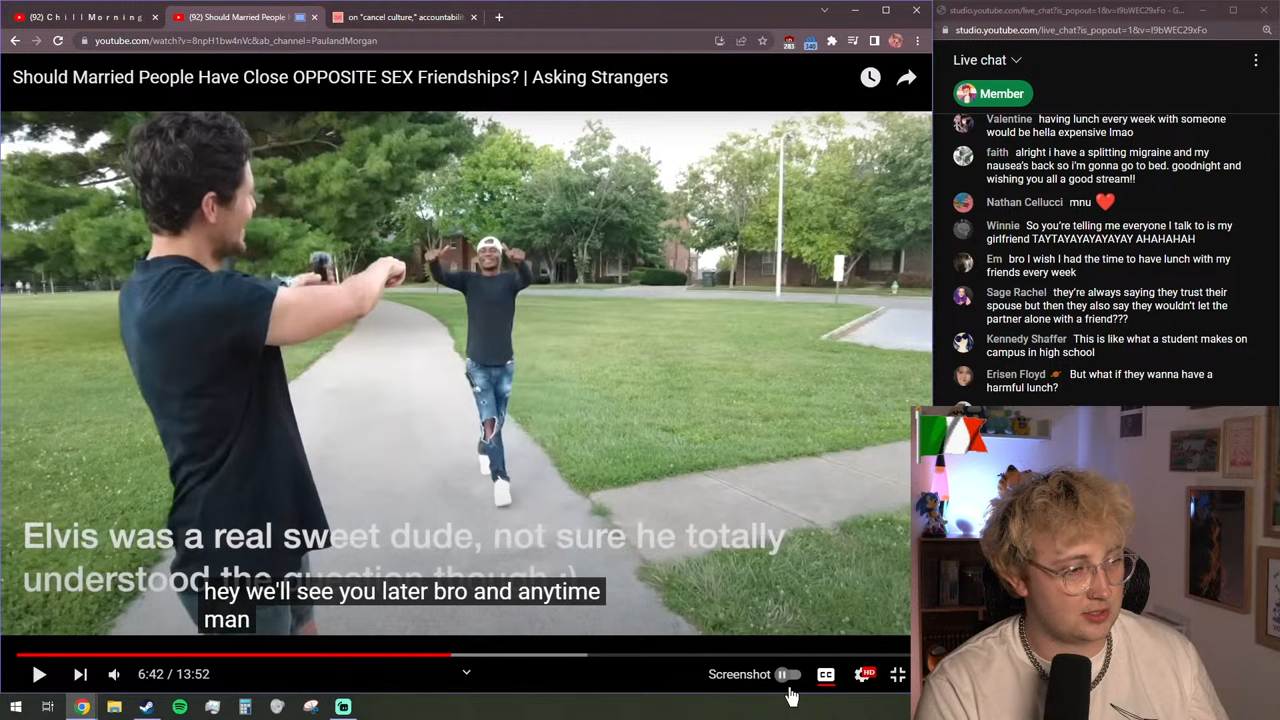 (92) C h i l l M o r n i n g
(92) Should Married People H
on "cancel culture," accountabili
youtube.com/watch?v=8npH1bw4nVc&ab_channel=PaulandMorgan
283
Should Married People Have Close OPPOSITE SEX Friendships? | Asking Strangers
Elvis was a real sweet dude, not sure he totally
understood the question though :)
hey we'll see you later bro and anytime
man
6:42 / 13:52
Screenshot
CC
HD
studio.youtube.com/live_chat?is_popout=1&v=I9bWEC29xFo - G...
studio.youtube.com/live_chat?is_popout=1&v=I9bWEC29xFo
Live chat
Member
Valentine having lunch every week with someone
would be hella expensive lmao
faith alright i have a splitting migraine and my
nausea's back so i'm gonna go to bed. goodnight and
wishing you all a good stream!!
Nathan Cellucci mnu
Winnie So you're telling me everyone I talk to is my
girlfriend TAYTAYAYAYAYAY AHAHAHAH
Em bro I wish I had the time to have lunch with my
friends every week
Sage Rachel they're always saying they trust their
spouse but then they also say they wouldn't let the
partner alone with a friend???
Kennedy Shaffer This is like what a student makes on
campus in high school
Erisen Floyd But what if they wanna have a
harmful lunch?